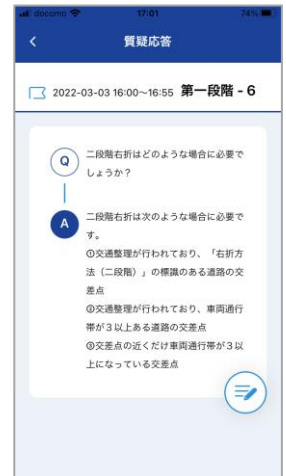 docomo 17:01 74%
質疑応答
2022-03-03 16:00～16:55 第一段階 - 6
Q 二段階右折はどのような場合に必要で
しょうか？
A 二段階右折は次のような場合に必要で
す。
①交通整理が行われており、「右折方
法（二段階）」の標識のある道路の交
差点
②交通整理が行われており、車両通行
帯が３以上ある道路の交差点
③交差点の近くだけ車両通行帯が３以
上になっている交差点